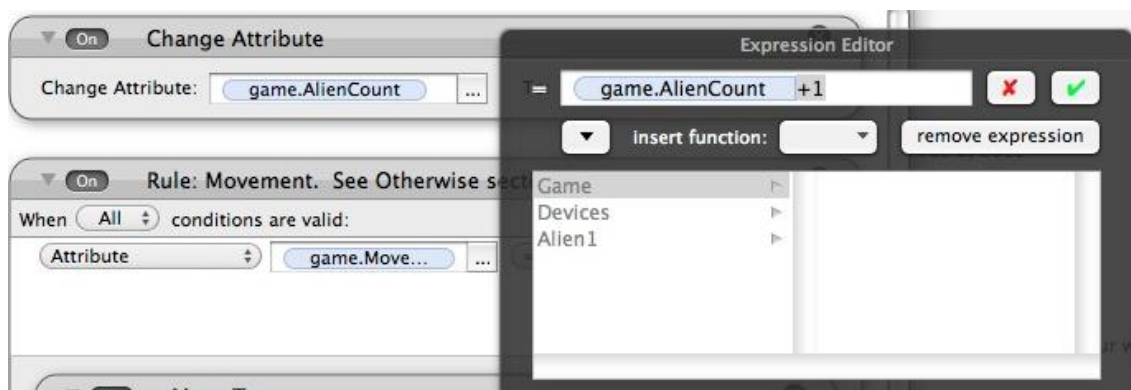 On Change Attribute
Expression Editor
Change Attribute: game.AlienCount ...
game.AlienCount +1
insert function: remove expression
On Rule: Movement. See Otherwise
When All conditions are valid:
Attribute game.Move... ...
Game
Devices
Alien1